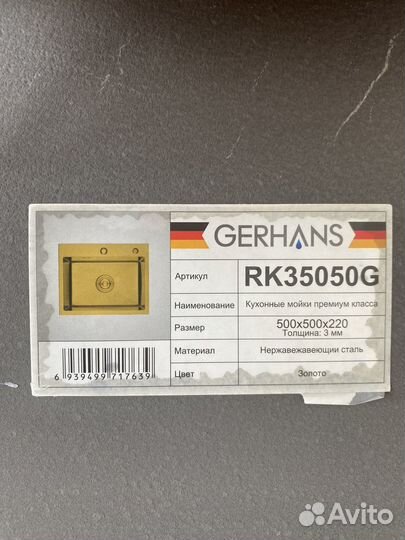 GERHANS
Артикул RK35050G
Наименование Кухонные мойки премиум класса
Размер 500x500x220
Толщина: 3 мм
Материал Нержавежавеющии сталь
Цвет Золото
6 939499 717639
Avito